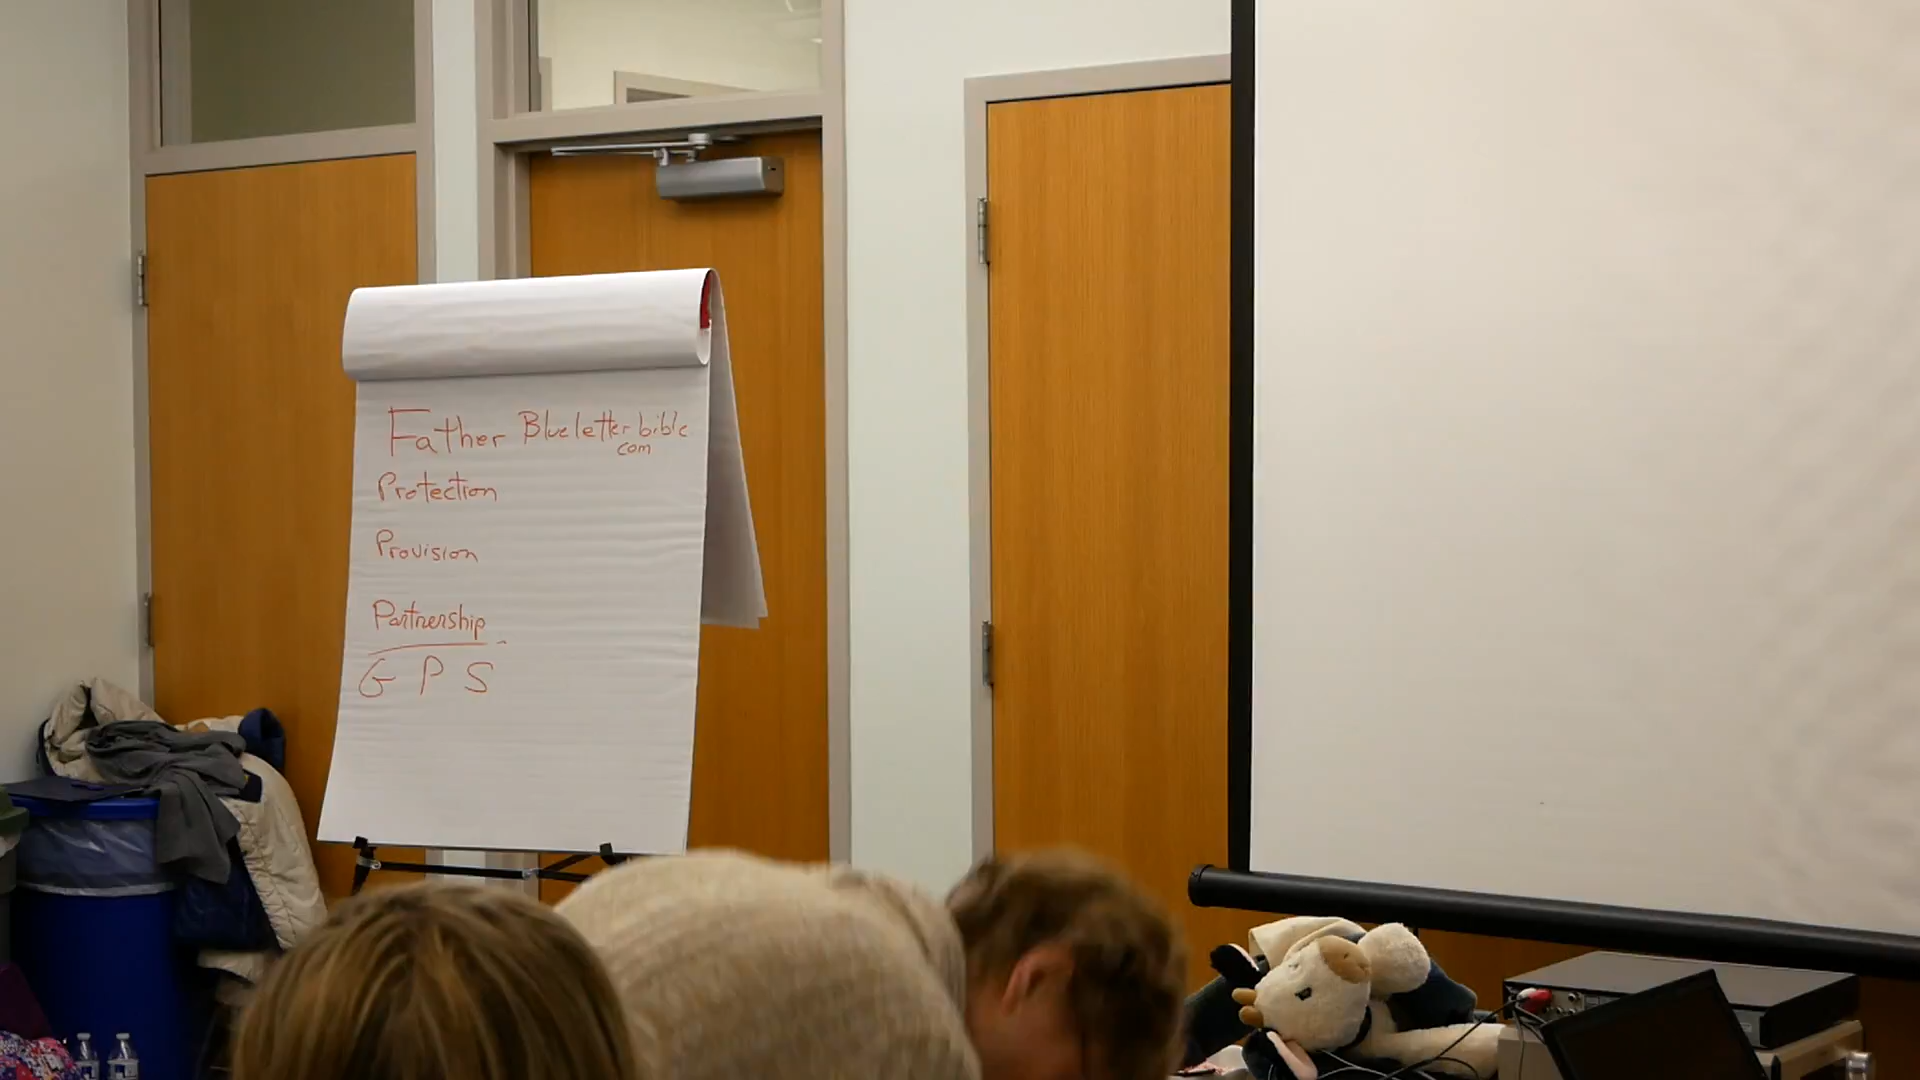 Father Blueletterbible
com
Protection
Provision
Partnership
G P S